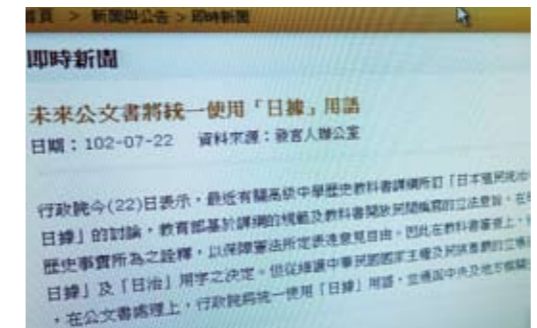 首頁 > 新聞與公告 > 即時新聞
即時新聞
未來公文書將統一使用「日據」用語
日期：102-07-22 資料來源：發言人辦公室
行政院今(22)日表示，最近有關高級中學歷史教科書課綱所訂「日本殖民統治
日據」的討論，教育部基於課綱的規範及教科書開放民間編寫的立法意旨，在
歷史事實所為之詮釋，以保障憲法所定表達意見自由。因此在教科書審查上，
日據」及「日治」用字之決定。但從維護中華民國國家主權及民族尊嚴的立場
，在公文書處理上，行政院將統一使用「日據」用語，並通函中央及地方機關